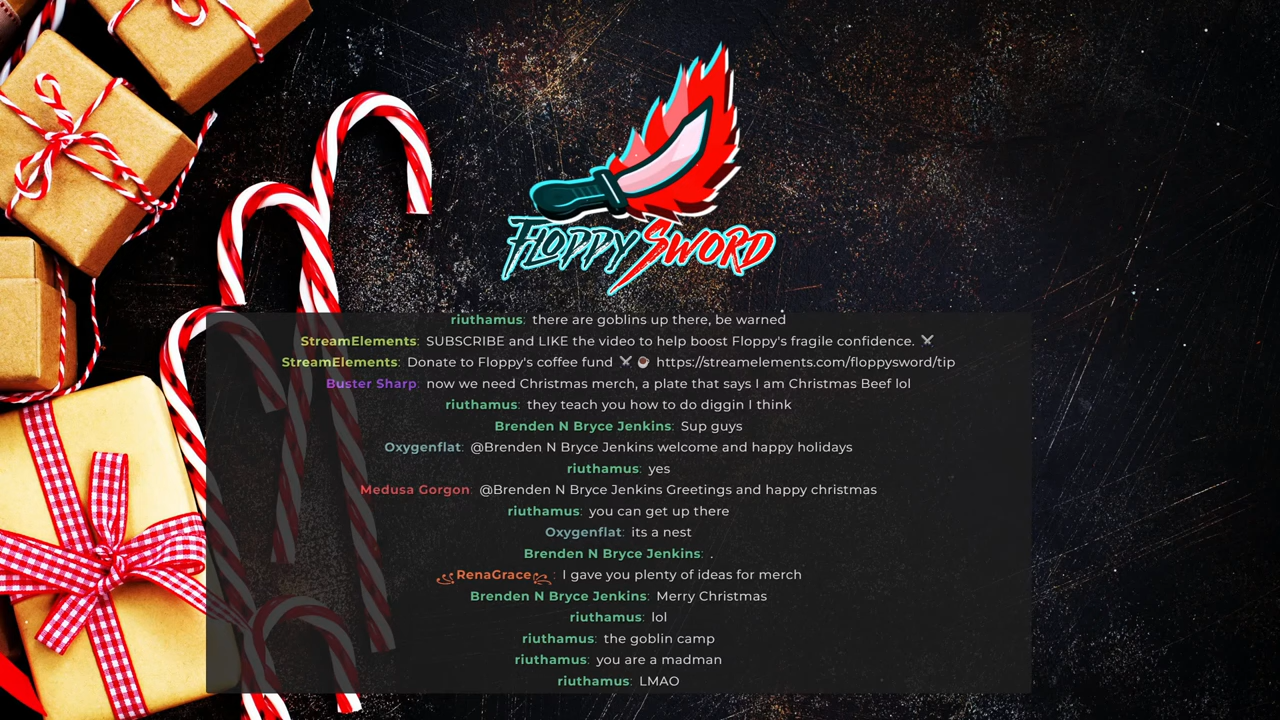 FLOPPY SWORD
riuthamus: there are goblins up there, be warned
StreamElements: SUBSCRIBE and LIKE the video to help boost Floppy's fragile confidence. ⚔️
StreamElements: Donate to Floppy's coffee fund ⚔️ ☕ https://streamelements.com/floppysword/tip
Buster Sharp: now we need Christmas merch, a plate that says I am Christmas Beef lol
riuthamus: they teach you how to do diggin I think
Brenden N Bryce Jenkins: Sup guys
Oxygenflat: @Brenden N Bryce Jenkins welcome and happy holidays
riuthamus: yes
Medusa Gorgon: @Brenden N Bryce Jenkins Greetings and happy christmas
riuthamus: you can get up there
Oxygenflat: its a nest
Brenden N Bryce Jenkins: .
꧁RenaGrace꧂: I gave you plenty of ideas for merch
Brenden N Bryce Jenkins: Merry Christmas
riuthamus: lol
riuthamus: the goblin camp
riuthamus: you are a madman
riuthamus: LMAO